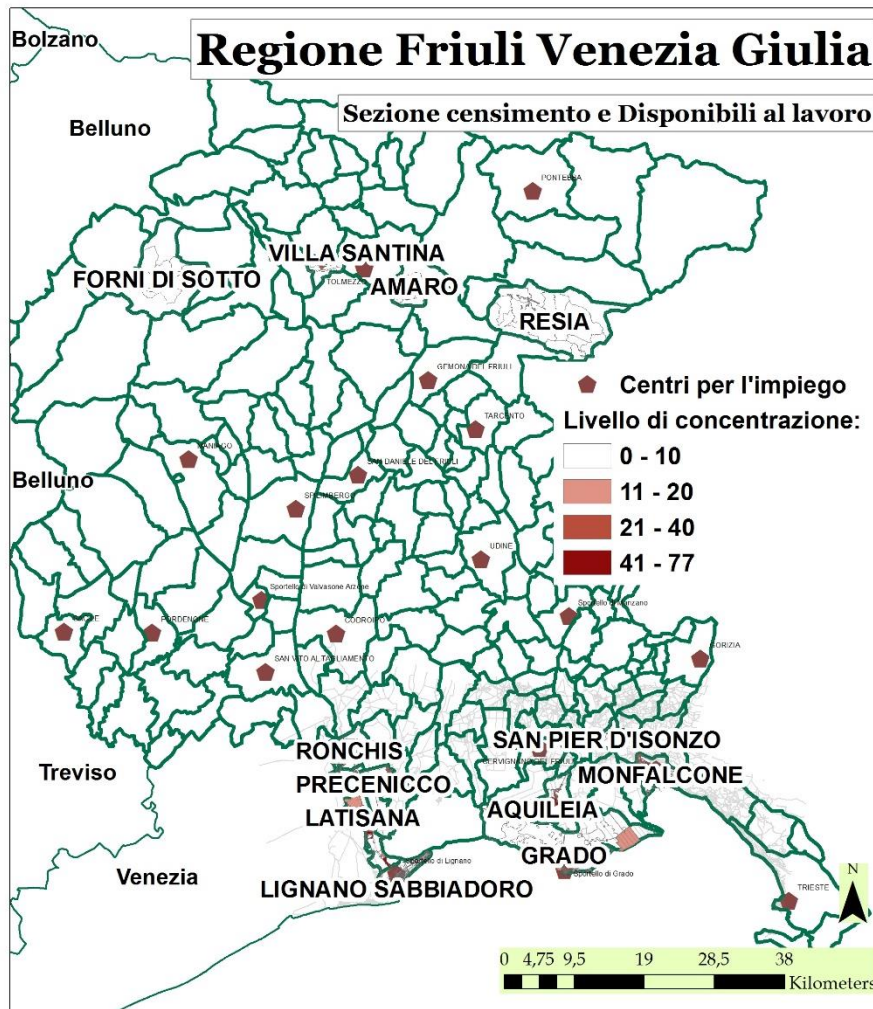 Regione Friuli Venezia Giulia
Sezione censimento e Disponibili al lavoro
Bolzano
Belluno
PONTEBBA
VILLA SANTINA
FORNI DI SOTTO
TOLMEZZ
AMARO
RESIA
GEMONA DEL FRIULI
Centri per l'impiego
Livello di concentrazione:
0 - 10
11 - 20
21 - 40
41 - 77
TARCENTO
MANIAGO
SAN DANIELE DEL FRIULI
Belluno
SPILIMBERGO
UDINE
Sportello di Valvasone Arzene
Sportello di Manzano
PORDENONE
CODROIPO
GORIZIA
SAN VITO AL TAGLIAMENTO
RONCHIS
SAN PIER D'ISONZO
CERVIGNANO DEL FRIULI
Treviso
PRECENICCO
MONFALCONE
LATISANA
AQUILEIA
GRADO
Sportello di Lignano
Sportello di Grado
Venezia
LIGNANO SABBIADORO
TRIESTE
N
0 4,75 9,5 19 28,5 38
Kilometers